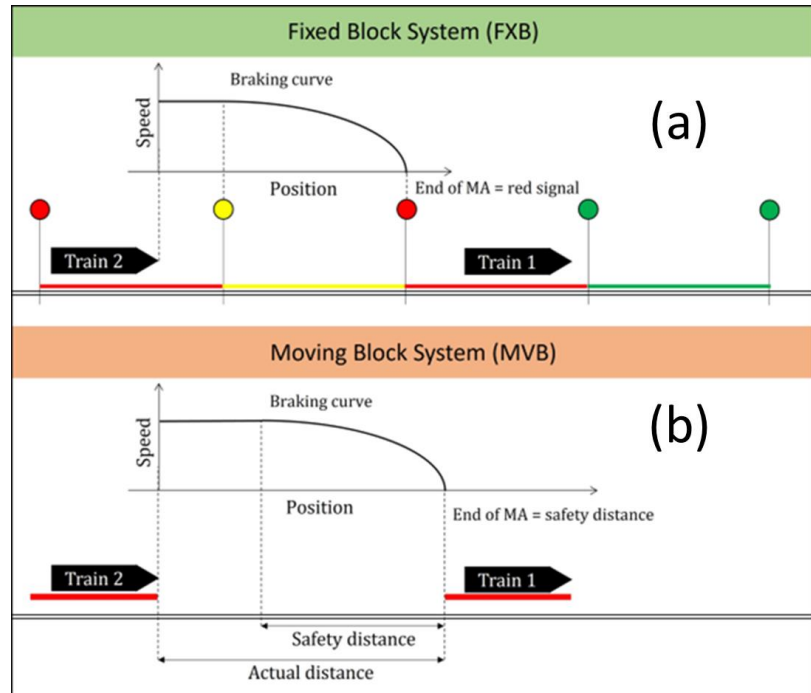 Fixed Block System (FXB)
Braking curve
(a)
Speed
Position
End of MA = red signal
Train 2
Train 1
Moving Block System (MVB)
Braking curve
(b)
Speed
Position
End of MA = safety distance
Train 2
Train 1
Safety distance
Actual distance